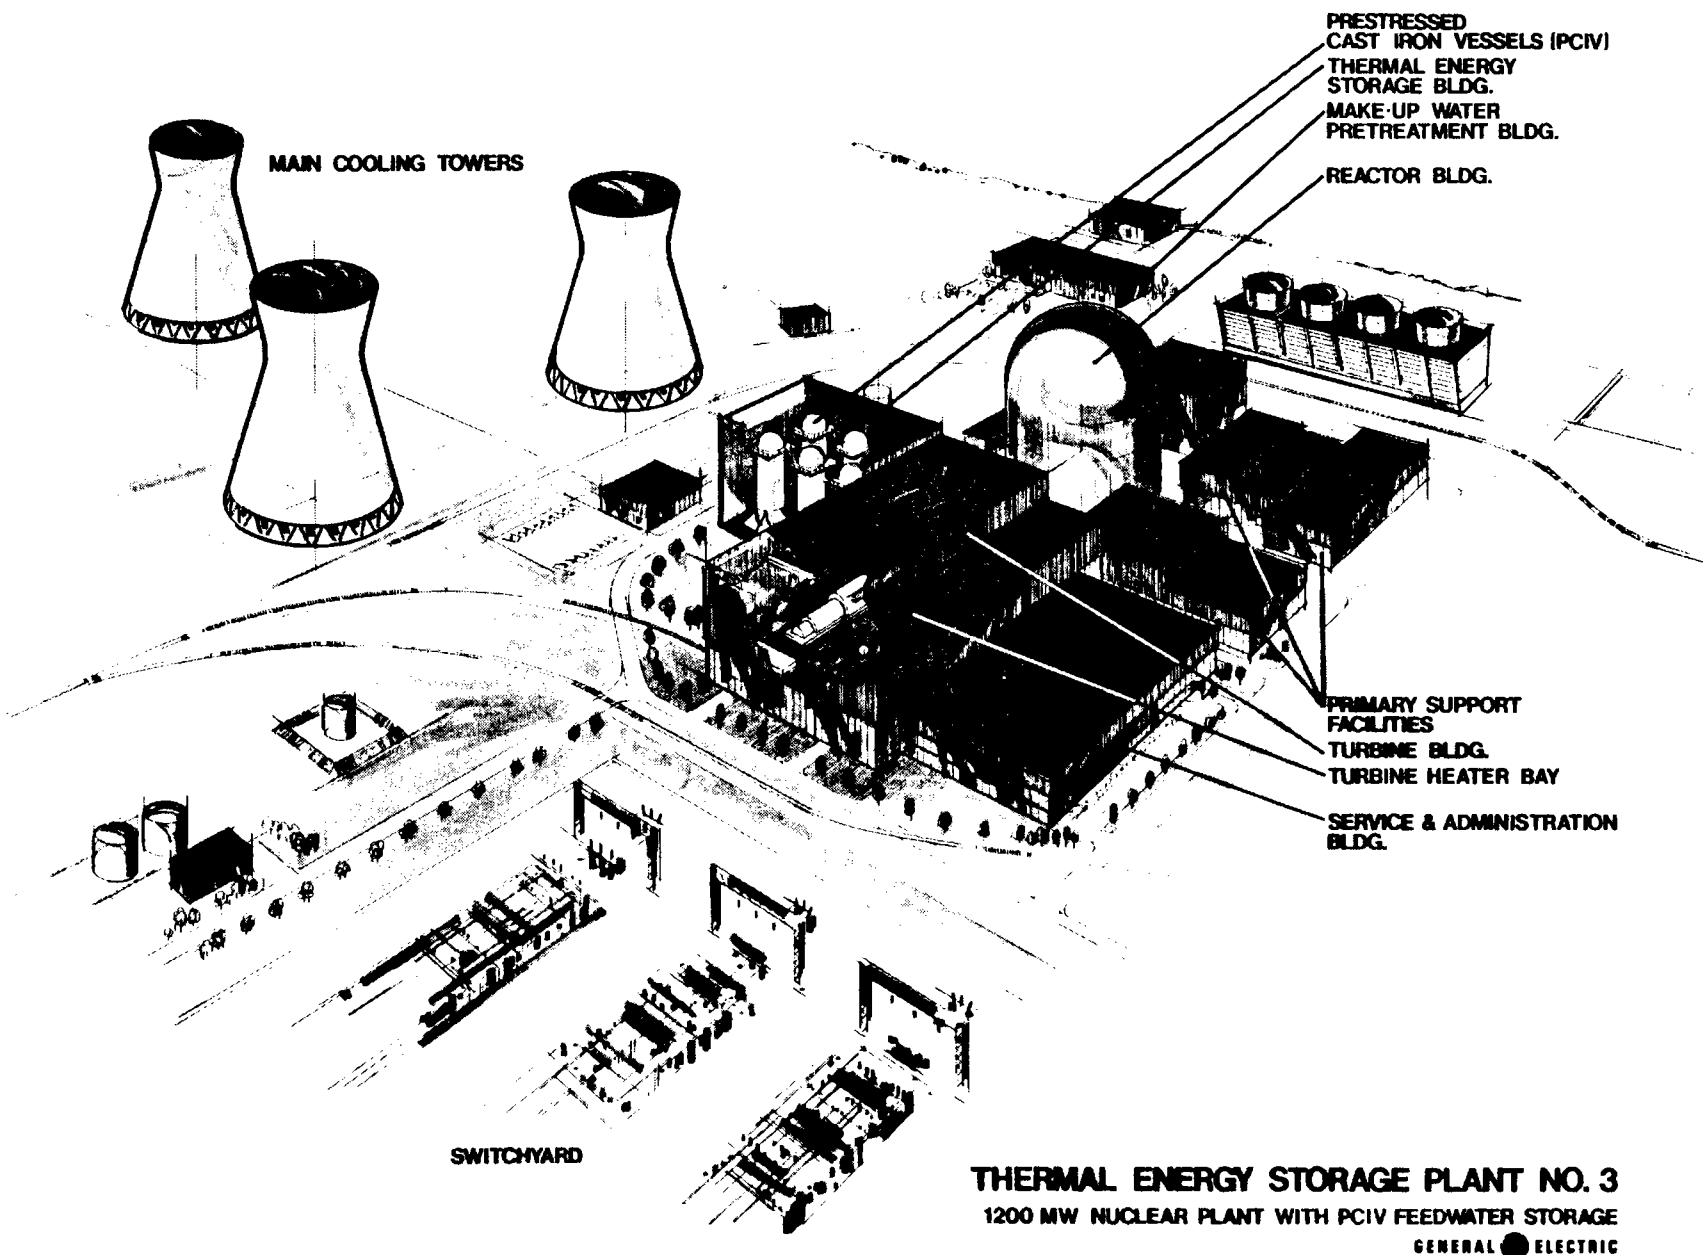 PRESTRESSED
CAST IRON VESSELS (PCIV)
THERMAL ENERGY
STORAGE BLDG.
MAKE-UP WATER
PRETREATMENT BLDG.
REACTOR BLDG.
MAIN COOLING TOWERS
PRIMARY SUPPORT
FACILITIES
TURBINE BLDG.
TURBINE HEATER BAY
SERVICE & ADMINISTRATION
BLDG.
SWITCHYARD
THERMAL ENERGY STORAGE PLANT NO. 3
1200 MW NUCLEAR PLANT WITH PCIV FEEDWATER STORAGE
GENERAL ELECTRIC